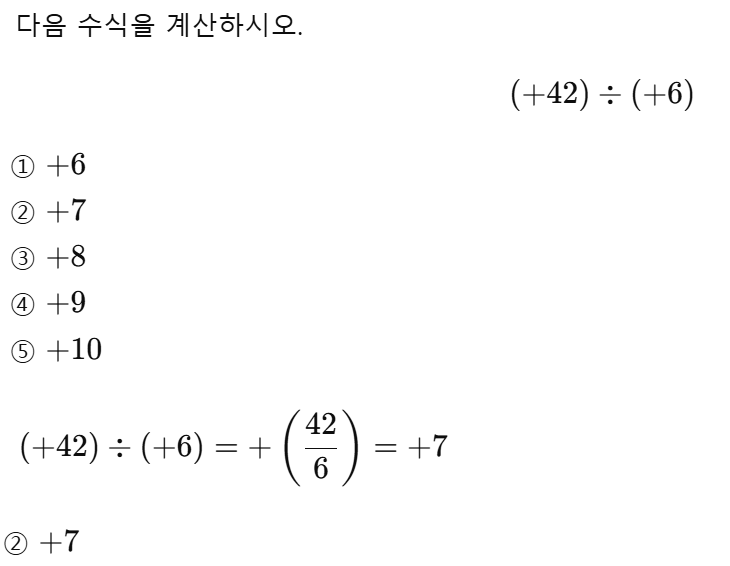 다음 수식을 계산하시오.
(+42) ÷ (+6)
① +6
② +7
③ +8
④ +9
⑤ +10
(+42) ÷ (+6) = + (42/6) = +7
② +7